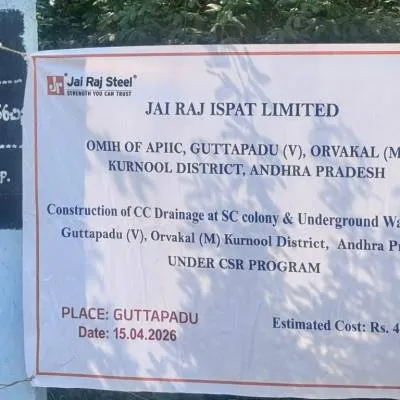 Jai Raj Steel®
STRENGTH YOU CAN TRUST
JAI RAJ ISPAT LIMITED
OMIH OF APIIC, GUTTAPADU (V), ORVAKAL (M
KURNOOL DISTRICT, ANDHRA PRADESH
Construction of CC Drainage at SC colony & Underground Wa
Guttapadu (V), Orvakal (M) Kurnool District, Andhra Pr
UNDER CSR PROGRAM
PLACE: GUTTAPADU
Date: 15.04.2026
Estimated Cost: Rs. 4